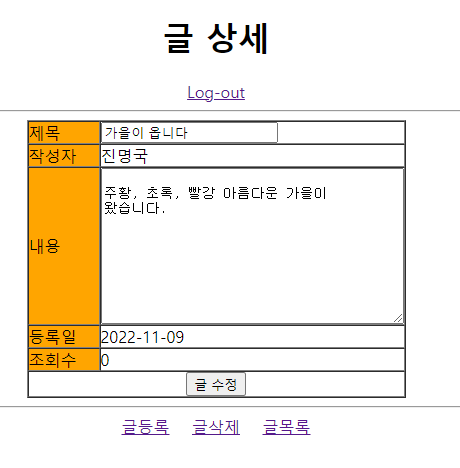 글 상세
Log-out
제목 가을이 옵니다
작성자 진명국
내용 주황, 초록, 빨강 아름다운 가을이
왔습니다.
등록일 2022-11-09
조회수 0
글 수정
글등록 글삭제 글목록